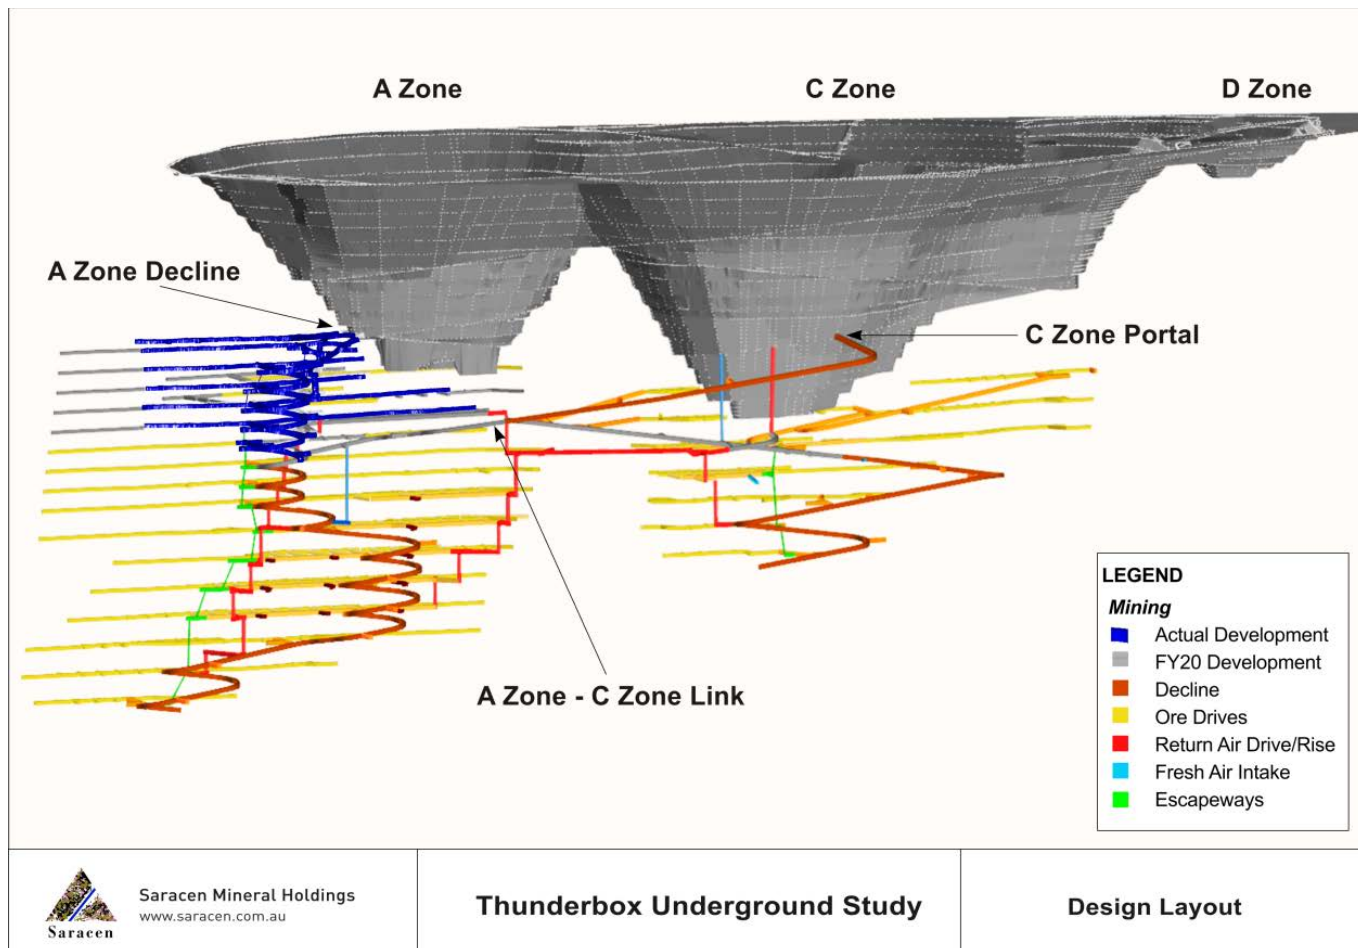 A Zone
C Zone
D Zone
A Zone Decline
C Zone Portal
A Zone - C Zone Link
LEGEND
Mining
Actual Development
FY20 Development
Decline
Ore Drives
Return Air Drive/Rise
Fresh Air Intake
Escapeways
Saracen
Saracen Mineral Holdings
www.saracen.com.au
Thunderbox Underground Study
Design Layout